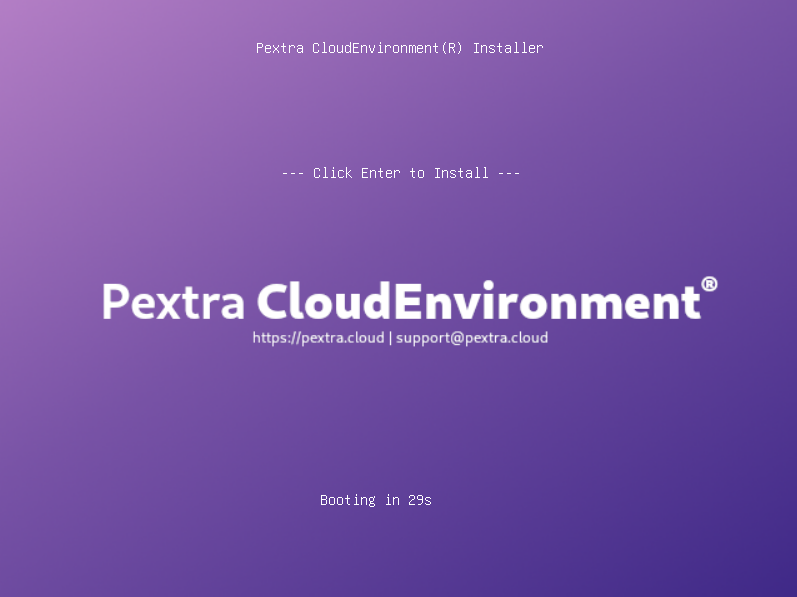 Pextra CloudEnvironment(R) Installer
--- Click Enter to Install ---
Pextra CloudEnvironment®
https://pextra.cloud | support@pextra.cloud
Booting in 29s